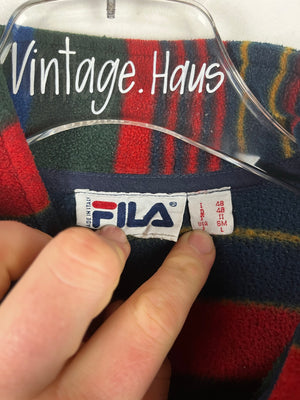 Vintage.Haus
MADE IN ITALY
FILA
I 48
48
II
SM
L